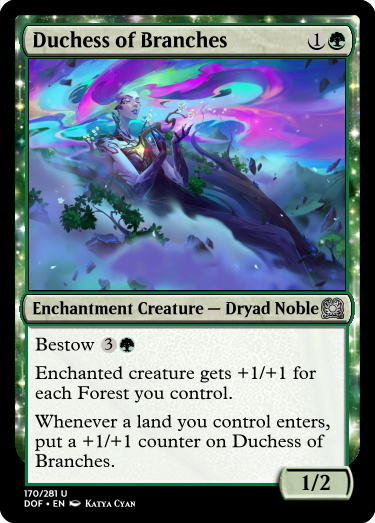 Duchess of Branches 1
Enchantment Creature — Dryad Noble
Bestow 3
Enchanted creature gets +1/+1 for
each Forest you control.
Whenever a land you control enters,
put a +1/+1 counter on Duchess of
Branches.
1/2
170/281 U
DOF • EN Katya Cyan